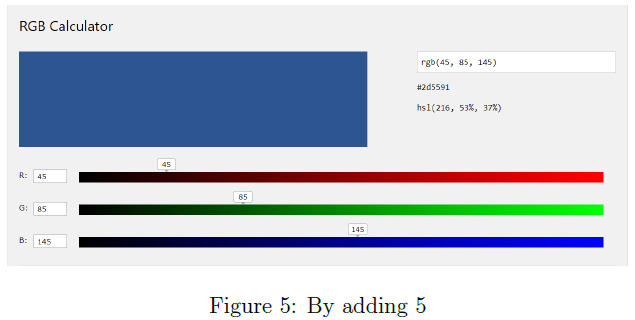 RGB Calculator
rgb(45, 85, 145)
#2d5591
hsl(216, 53%, 37%)
45
R: 45
85
G: 85
145
B: 145
Figure 5: By adding 5